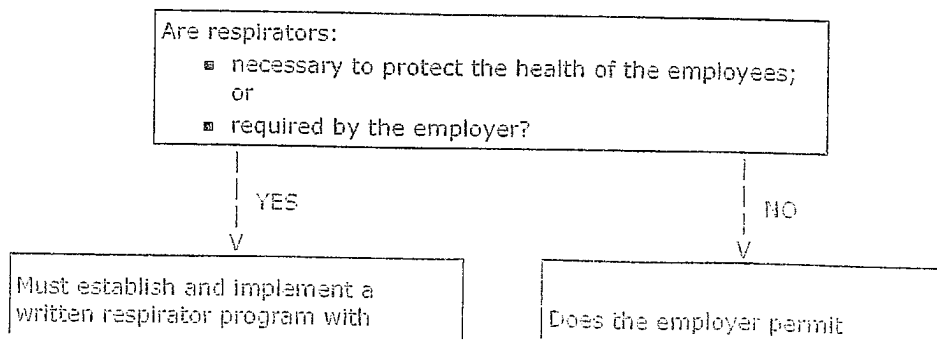 Are respirators:
▪ necessary to protect the health of the employees;
or
▪ required by the employer?
YES
NO
V
V
Must establish and implement a
written respirator program with
Does the employer permit